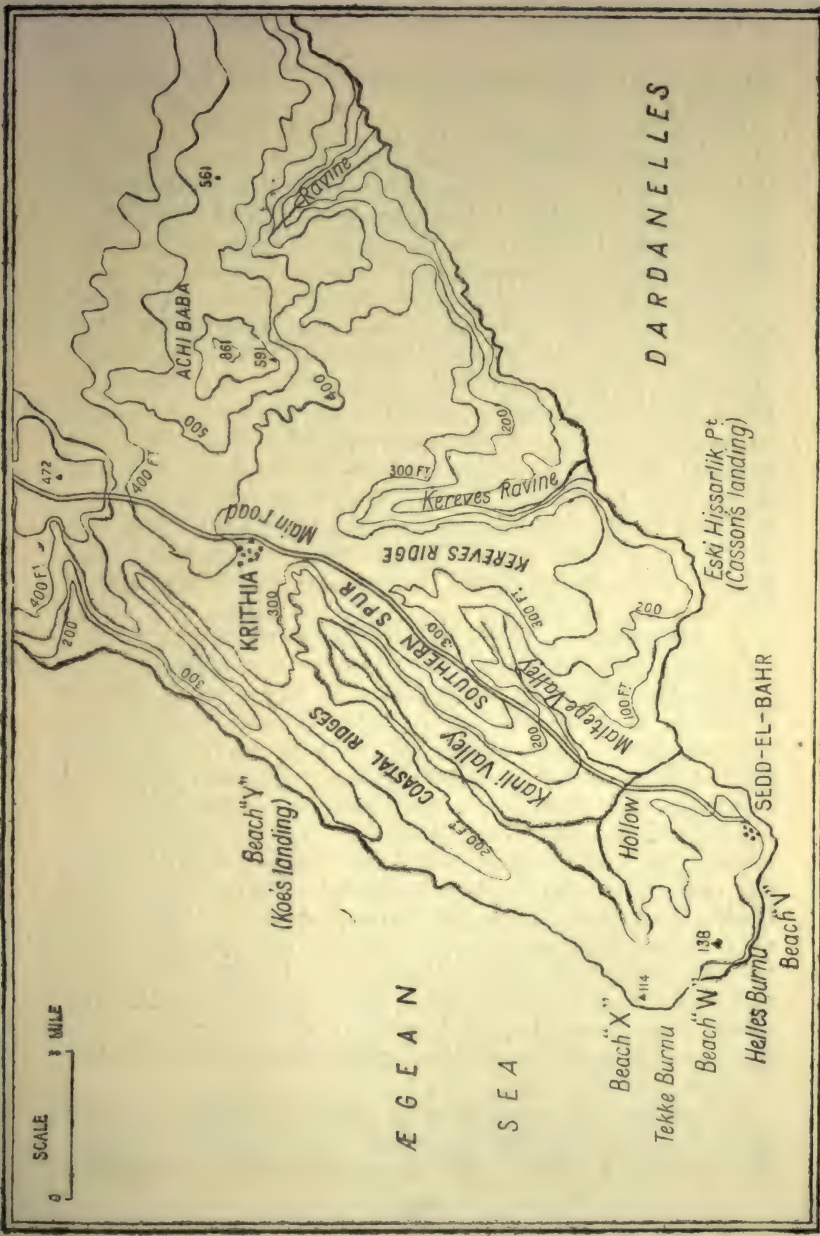 SCALE
0 1 MILE
ÆGEAN
SEA
DARDANELLES
400 FT
200
300
472
400 FT
500
ACHI BABA
400
Ravine
KRITHIA
Main road
300
Beach "Y"
(Koe's landing)
COASTAL RIDGES
200 FT
Kanli Valley
SOUTHERN SPUR
200
300
Maltepe Valley
KEREVES RIDGE
300 FT
Kereves Ravine
200
300 FT
200
100 FT
Eski Hissarlik Pt
(Casson's landing)
Hollow
SEDD-EL-BAHR
Beach "X"
114
Tekke Burnu
Beach "W"
138
Helles Burnu
Beach "V"